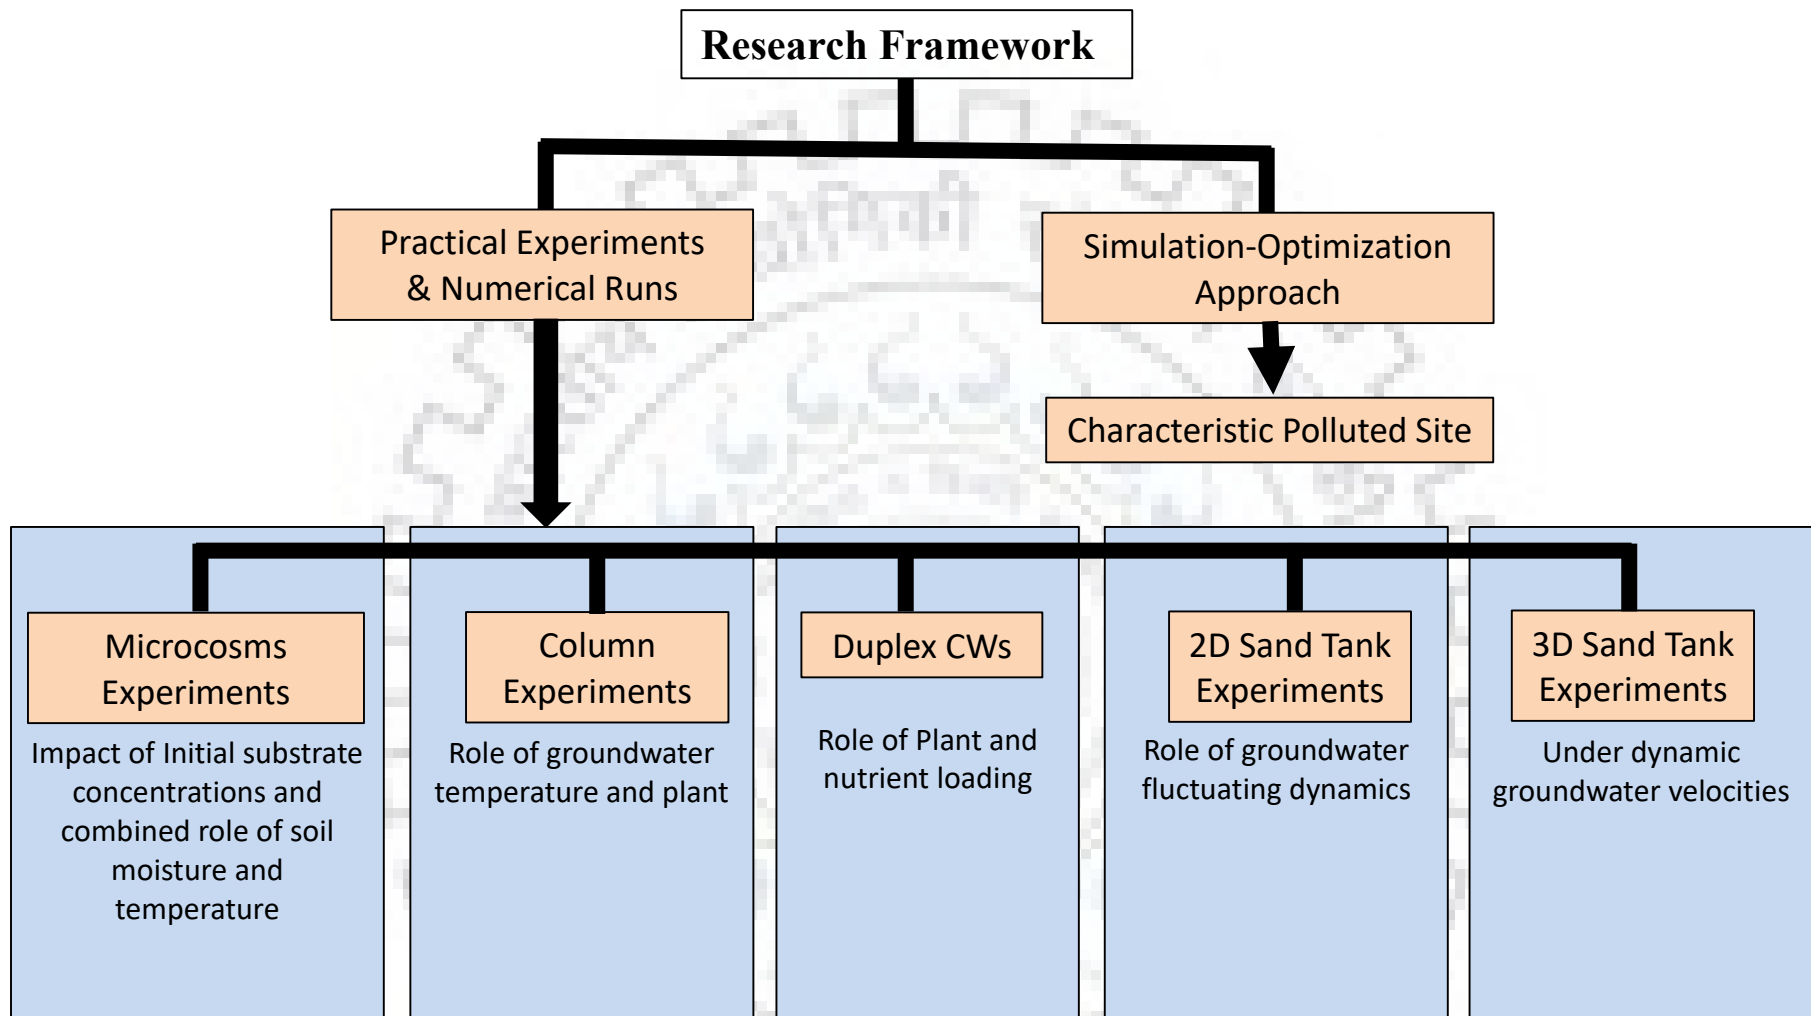 Research Framework
Practical Experiments
& Numerical Runs
Simulation-Optimization
Approach
Characteristic Polluted Site
Microcosms
Experiments
Impact of Initial substrate
concentrations and
combined role of soil
moisture and
temperature
Column
Experiments
Role of groundwater
temperature and plant
Duplex CWs
Role of Plant and
nutrient loading
2D Sand Tank
Experiments
Role of groundwater
fluctuating dynamics
3D Sand Tank
Experiments
Under dynamic
groundwater velocities